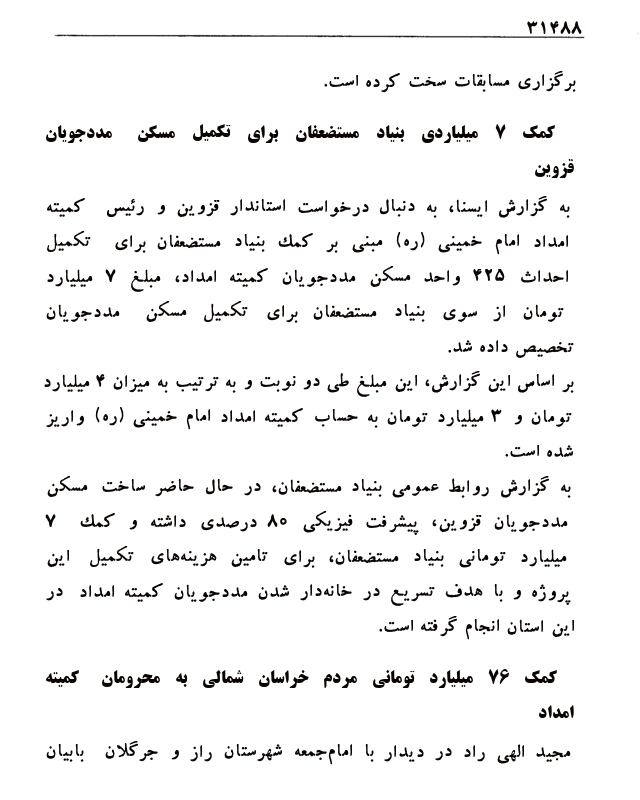 ۳۱۴۸۸
برگزاری مسابقات سخت کرده است.
کمک ۷ میلیاردی بنیاد مستضعفان برای تکمیل مسکن مددجویان
قزوین
به گزارش ایسنا، به دنبال درخواست استاندار قزوین و رئیس کمیته
امداد امام خمینی (ره) مبنی بر کمك بنیاد مستضعفان برای تکمیل
احداث ۴۲۵ واحد مسکن مددجویان کمیته امداد، مبلغ ۷ میلیارد
تومان از سوی بنیاد مستضعفان برای تکمیل مسکن مددجویان
تخصیص داده شد.
بر اساس این گزارش، این مبلغ طی دو نوبت و به ترتیب به میزان ۴ میلیارد
تومان و ۳ میلیارد تومان به حساب کمیته امداد امام خمینی (ره) واریز
شده است.
به گزارش روابط عمومی بنیاد مستضعفان، در حال حاضر ساخت مسکن
مددجویان قزوین، پیشرفت فیزیکی ۸۰ درصدی داشته و کمك ۷
میلیارد تومانی بنیاد مستضعفان، برای تامین هزینه‌های تکمیل این
پروژه و با هدف تسریع در خانه‌دار شدن مددجویان کمیته امداد در
این استان انجام گرفته است.
کمک ۷۶ میلیارد تومانی مردم خراسان شمالی به محرومان کمیته
امداد
مجید الهی راد در دیدار با امام‌جمعه شهرستان راز و جرگلان بابیان